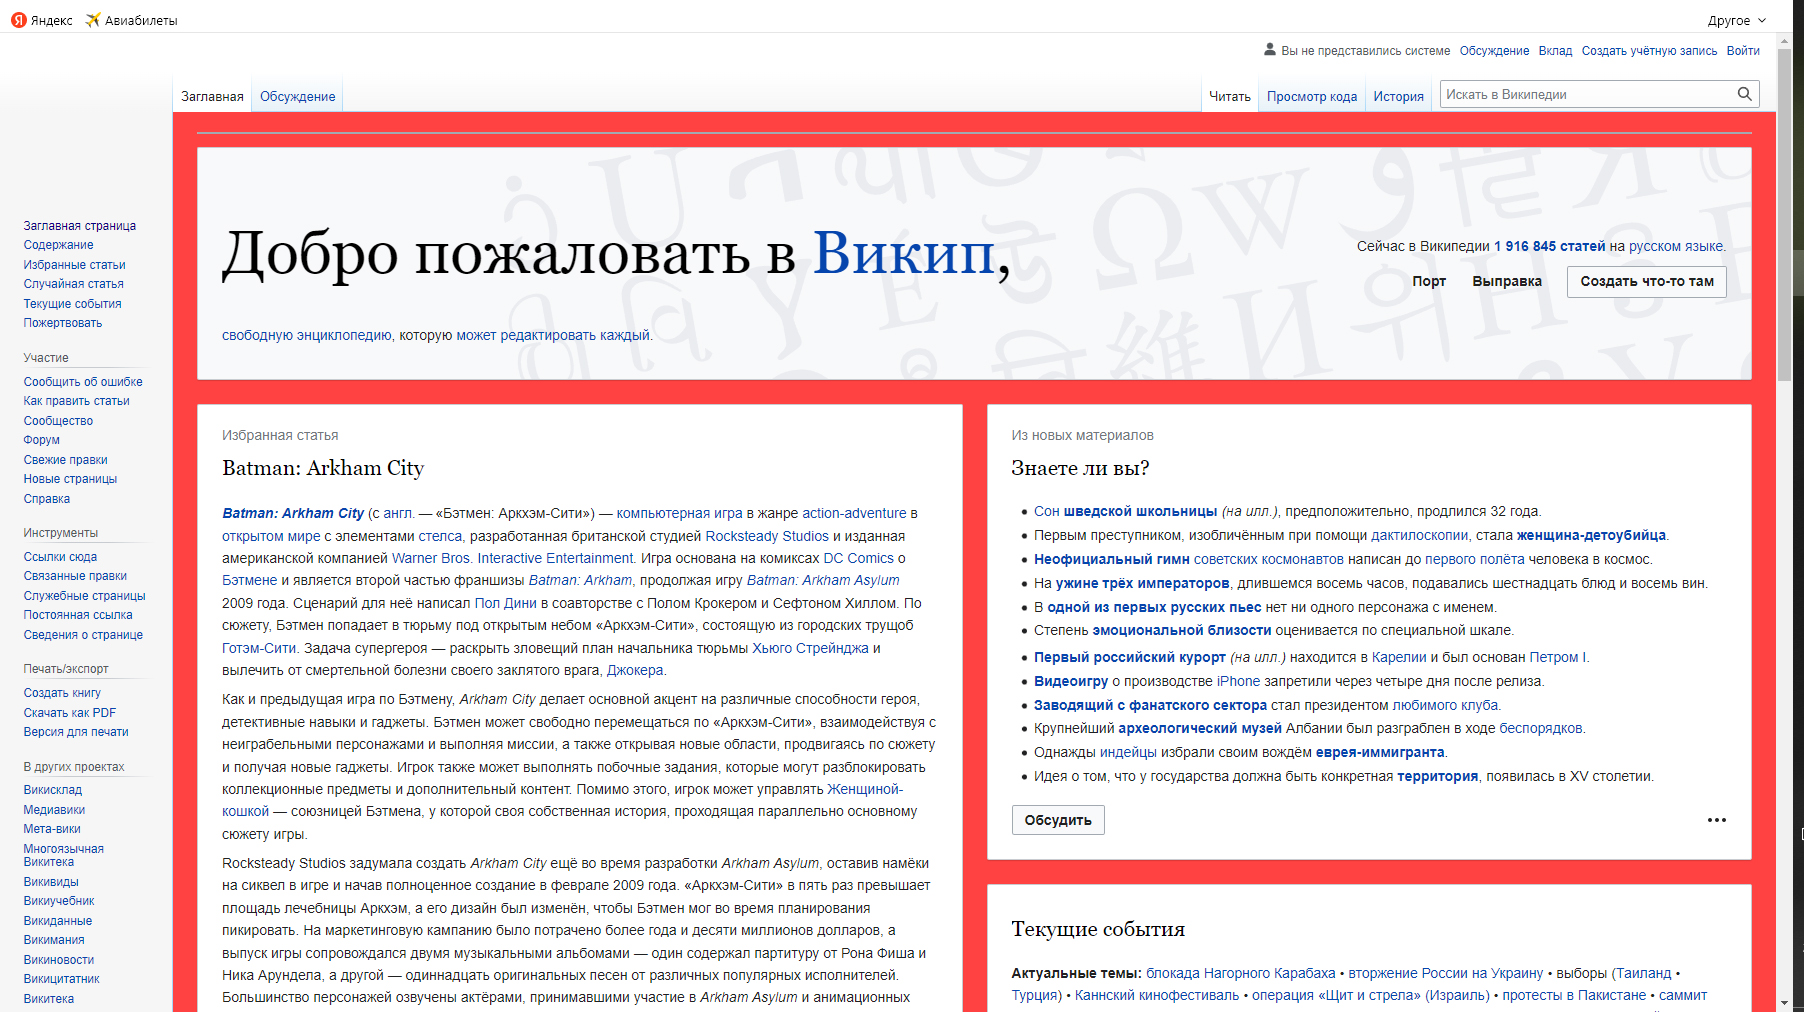 Яндекс
Авиабилеты
Другое
Вы не представились системе
Обсуждение
Вклад
Создать учётную запись
Войти
Заглавная
Обсуждение
Читать
Просмотр кода
История
Искать в Википедии
Заглавная страница
Содержание
Избранные статьи
Случайная статья
Текущие события
Пожертвовать
Участие
Сообщить об ошибке
Как править статьи
Сообщество
Форум
Свежие правки
Новые страницы
Справка
Инструменты
Ссылки сюда
Связанные правки
Служебные страницы
Постоянная ссылка
Сведения о странице
Печать/экспорт
Создать книгу
Скачать как PDF
Версия для печати
В других проектах
Викисклад
Медиавики
Мета-вики
Многоязычная
Викитека
Викивиды
Викиучебник
Викиданные
Викимания
Викиновости
Викицитатник
Викитека
Добро пожаловать в Викип,
свободную энциклопедию, которую может редактировать каждый.
Сейчас в Википедии 1 916 845 статей на русском языке.
Порт
Выправка
Создать что-то там
Избранная статья
Batman: Arkham City
Batman: Arkham City (с англ. — «Бэтмен: Аркхэм-Сити») — компьютерная игра в жанре action-adventure в
открытом мире с элементами стелса, разработанная британской студией Rocksteady Studios и изданная
американской компанией Warner Bros. Interactive Entertainment. Игра основана на комиксах DC Comics о
Бэтмене и является второй частью франшизы Batman: Arkham, продолжая игру Batman: Arkham Asylum
2009 года. Сценарий для неё написал Пол Дини в соавторстве с Полом Крокером и Сефтоном Хиллом. По
сюжету, Бэтмен попадает в тюрьму под открытым небом «Аркхэм-Сити», состоящую из городских трущоб
Готэм-Сити. Задача супергероя — раскрыть зловещий план начальника тюрьмы Хьюго Стрейнджа и
вылечить от смертельной болезни своего заклятого врага, Джокера.
Как и предыдущая игра по Бэтмену, Arkham City делает основной акцент на различные способности героя,
детективные навыки и гаджеты. Бэтмен может свободно перемещаться по «Аркхэм-Сити», взаимодействуя с
неиграбельными персонажами и выполняя миссии, а также открывая новые области, продвигаясь по сюжету
и получая новые гаджеты. Игрок также может выполнять побочные задания, которые могут разблокировать
коллекционные предметы и дополнительный контент. Помимо этого, игрок может управлять Женщиной-
кошкой — союзницей Бэтмена, у которой своя собственная история, проходящая параллельно основному
сюжету игры.
Rocksteady Studios задумала создать Arkham City ещё во время разработки Arkham Asylum, оставив намёки
на сиквел в игре и начав полноценное создание в феврале 2009 года. «Аркхэм-Сити» в пять раз превышает
площадь лечебницы Аркхэм, а его дизайн был изменён, чтобы Бэтмен мог во время планирования
пикировать. На маркетинговую кампанию было потрачено более года и десяти миллионов долларов, а
выпуск игры сопровождался двумя музыкальными альбомами — один содержал партитуру от Рона Фиша и
Ника Арундела, а другой — одиннадцать оригинальных песен от различных популярных исполнителей.
Большинство персонажей озвучены актёрами, принимавшими участие в Arkham Asylum и анимационных
Из новых материалов
Знаете ли вы?
Сон шведской школьницы (на илл.), предположительно, продлился 32 года.
Первым преступником, изобличённым при помощи дактилоскопии, стала женщина-детоубийца.
Неофициальный гимн советских космонавтов написан до первого полёта человека в космос.
На ужине трёх императоров, длившемся восемь часов, подавались шестнадцать блюд и восемь вин.
В одной из первых русских пьес нет ни одного персонажа с именем.
Степень эмоциональной близости оценивается по специальной шкале.
Первый российский курорт (на илл.) находится в Карелии и был основан Петром I.
Видеоигру о производстве iPhone запретили через четыре дня после релиза.
Заводящий с фанатского сектора стал президентом любимого клуба.
Крупнейший археологический музей Албании был разграблен в ходе беспорядков.
Однажды индейцы избрали своим вождём еврея-иммигранта.
Идея о том, что у государства должна быть конкретная территория, появилась в XV столетии.
Обсудить
Текущие события
Актуальные темы: блокада Нагорного Карабаха • вторжение России на Украину • выборы (Таиланд •
Турция) • Каннский кинофестиваль • операция «Щит и стрела» (Израиль) • протесты в Пакистане • саммит